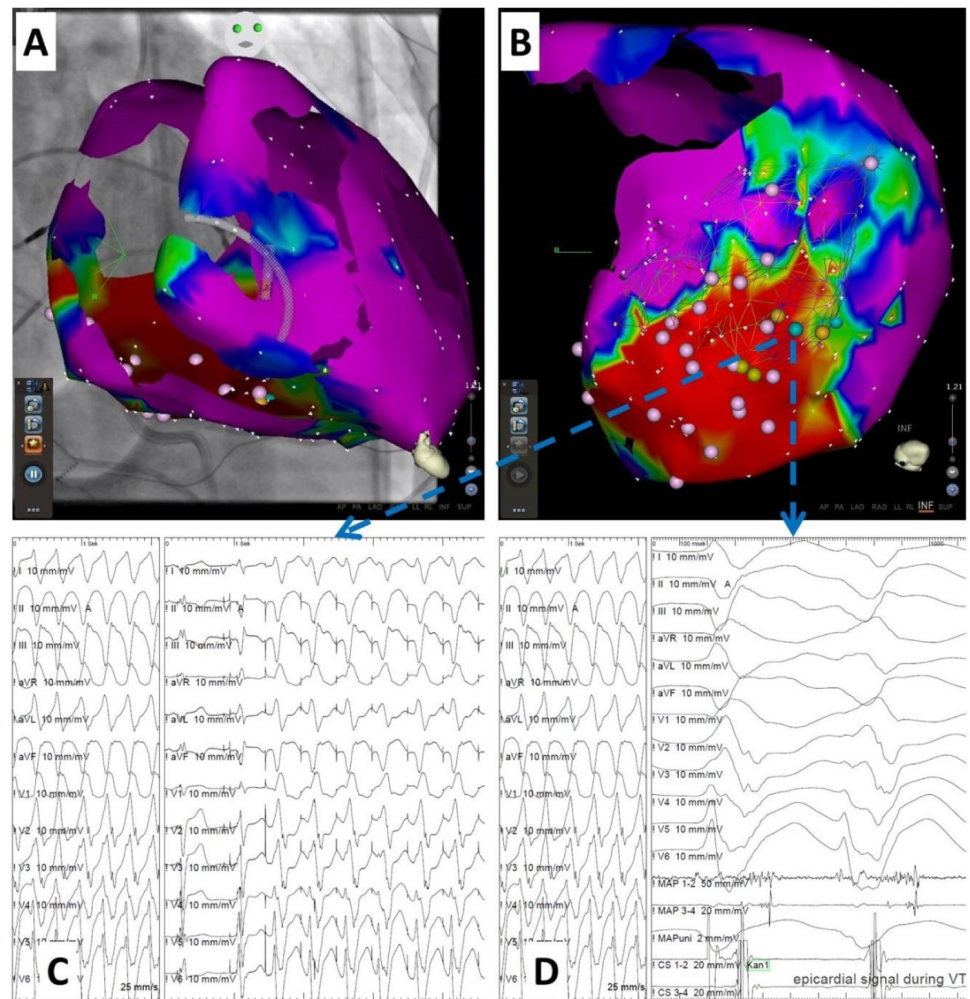 A
B
1.21
1.21
INF
R
AP PA LAO RAO LL RL INF SUP
AP PA LAO RAO LL RL INF SUP
0 1 Sek
1 Sek
I 10 mm/mV
II 10 mm/mV A
III 10 mm/mV
aVR 10 mm/mV
aVL 10 mm/mV
aVF 10 mm/mV
V1 10 mm/mV
V2 10 mm/mV
V3 10 mm/mV
V4 10 mm/mV
V5
V6
C
I 10 mm/mV
II 10 mm/mV A
III 10 mm/mV
aVR 10 mm/mV
aVL 10 mm/mV
aVF 10 mm/mV
V1 10 mm/mV
V2 10 mm/mV
V3 10 mm/mV
V4 10 mm/mV
V5 10 mm/mV
V6 10 mm/mV
25 mm/s
0 1 Sek
I 10 mm/mV
II 10 mm/mV A
III 10 mm/mV
aVR 10 mm/mV
aVL 10 mm/mV
aVF 10 mm/mV
V1 10 mm/mV
V2 10 mm/mV
V3 10 mm/mV
V4 10 mm/mV
V5
V6
D
25 mm/s
0 100 msek 1000
I 10 mm/mV
II 10 mm/mV A
III 10 mm/mV
aVR 10 mm/mV
aVL 10 mm/mV
aVF 10 mm/mV
V1 10 mm/mV
V2 10 mm/mV
V3 10 mm/mV
V4 10 mm/mV
V5 10 mm/mV
V6 10 mm/mV
MAP 1-2 50 mm/mV
MAP 3-4 20 mm/mV
MAPuni 2 mm/mV
CS 1-2 20 mm/mV Kan1
CS 3-4 20 mm/mV
epicardial signal during VT